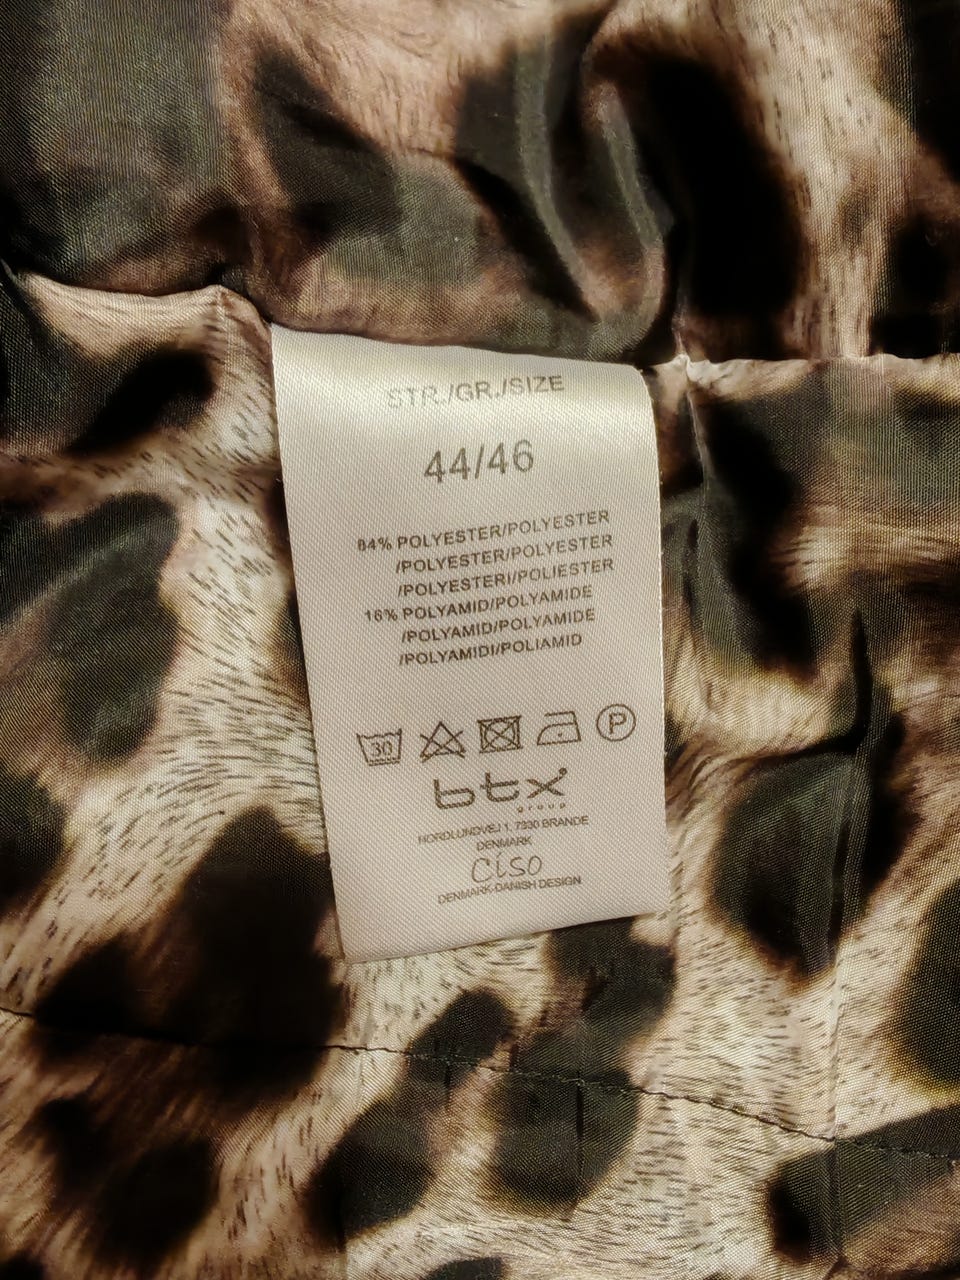 STR./GR./SIZE
44/46
84% POLYESTER/POLYESTER
/POLYESTER/POLYESTER
/POLYESTERI/POLIESTER
16% POLYAMID/POLYAMIDE
/POLYAMID/POLYAMIDE
/POLYAMIDI/POLIAMID
30 P
btx
group
NORDLUNDVEJ 1, 7330 BRANDE
DENMARK
Ciso
DENMARK-DANISH DESIGN